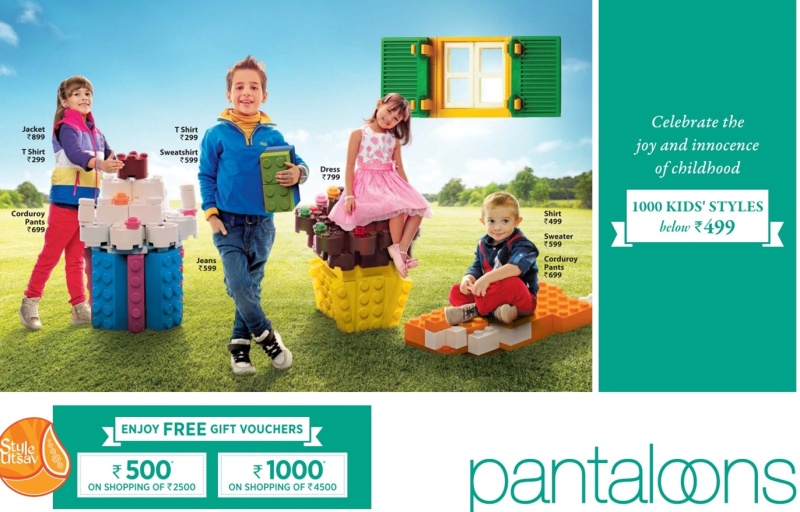 Jacket
₹899
T Shirt
₹299
Corduroy
Pants
₹699
T Shirt
₹299
Sweatshirt
₹599
Jeans
₹599
Dress
₹799
Shirt
₹499
Sweater
₹599
Corduroy
Pants
₹699
Celebrate the
joy and innocence
of childhood
1000 KIDS' STYLES
below ₹499
Style
Utsav
ENJOY FREE GIFT VOUCHERS
₹500*
ON SHOPPING OF ₹2500
₹1000*
ON SHOPPING OF ₹4500
pantaloons